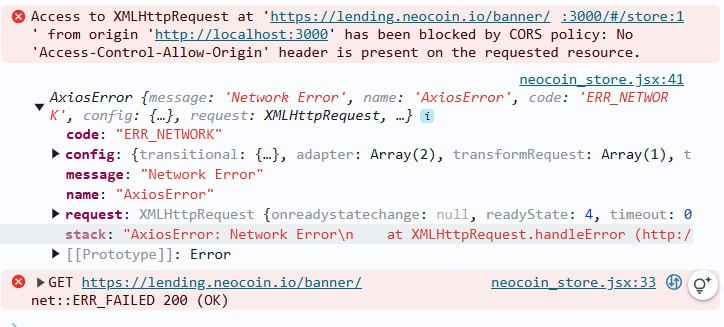 Access to XMLHttpRequest at 'https://lending.neocoin.io/banner/ :3000/#/store:1
' from origin 'http://localhost:3000' has been blocked by CORS policy: No
'Access-Control-Allow-Origin' header is present on the requested resource.
neocoin_store.jsx:41
AxiosError {message: 'Network Error', name: 'AxiosError', code: 'ERR_NETWOR
K', config: {…}, request: XMLHttpRequest, …} i
code: "ERR_NETWORK"
config: {transitional: {…}, adapter: Array(2), transformRequest: Array(1), t
message: "Network Error"
name: "AxiosError"
request: XMLHttpRequest {onreadystatechange: null, readyState: 4, timeout: 0
stack: "AxiosError: Network Error\n    at XMLHttpRequest.handleError (http:/
[[Prototype]]: Error
GET https://lending.neocoin.io/banner/ neocoin_store.jsx:33
net::ERR_FAILED 200 (OK)